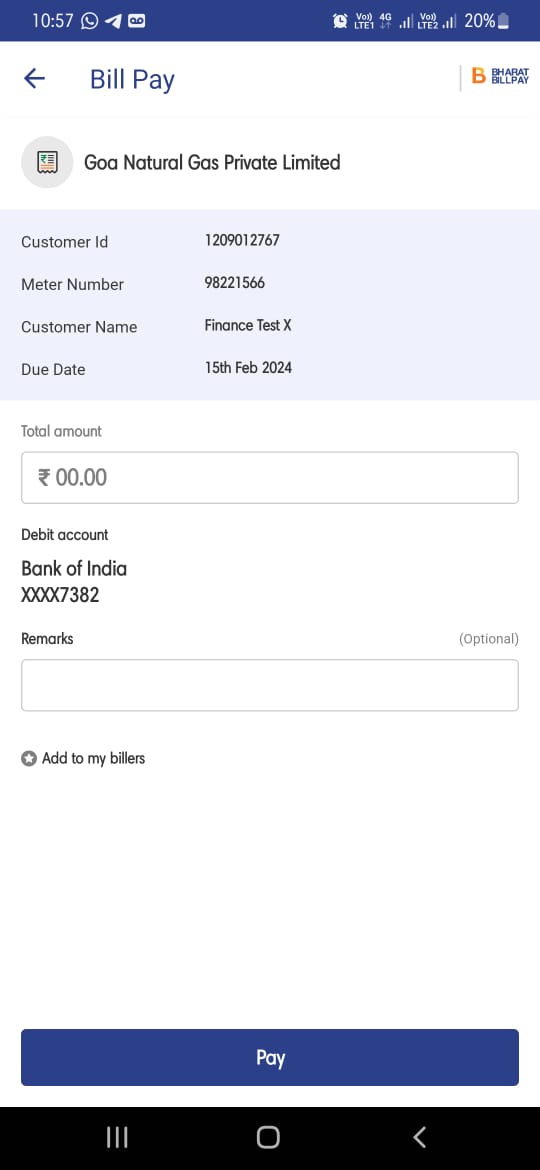 10:57 Vo)) 4G LTE1 Vo)) LTE2 20%
Bill Pay
BHARAT
BILLPAY
Goa Natural Gas Private Limited
Customer Id 1209012767
Meter Number 98221566
Customer Name Finance Test X
Due Date 15th Feb 2024
Total amount
₹ 00.00
Debit account
Bank of India
XXXX7382
Remarks (Optional)
Add to my billers
Pay